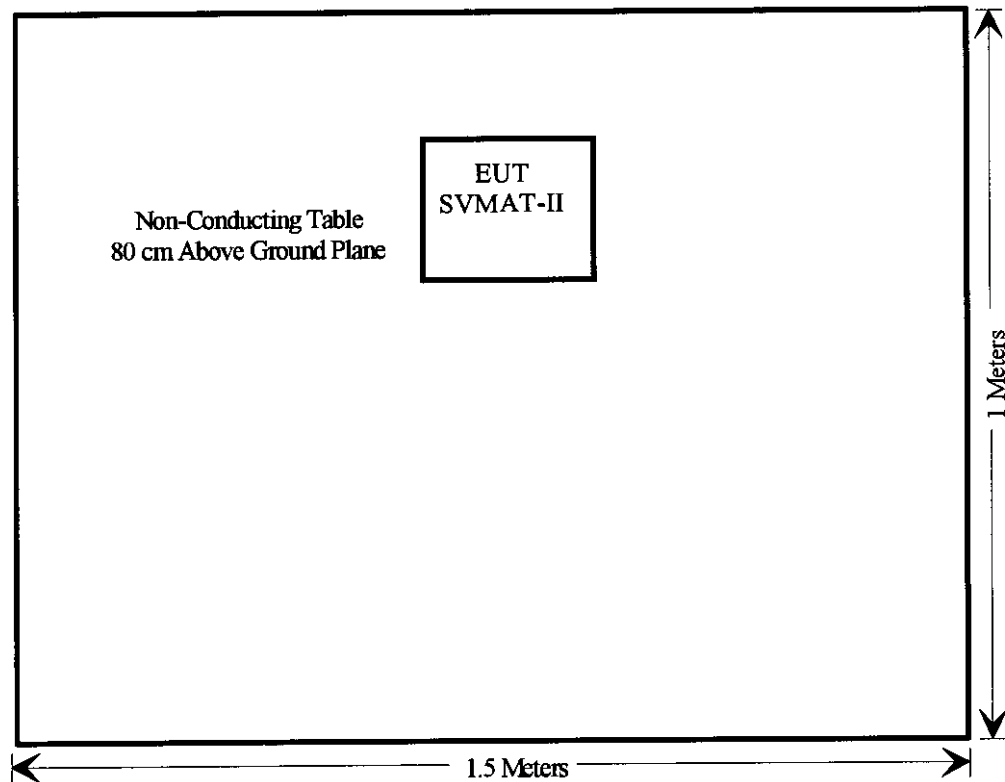 EUT
SVMAT-II
Non-Conducting Table
80 cm Above Ground Plane
1 Meters
1.5 Meters